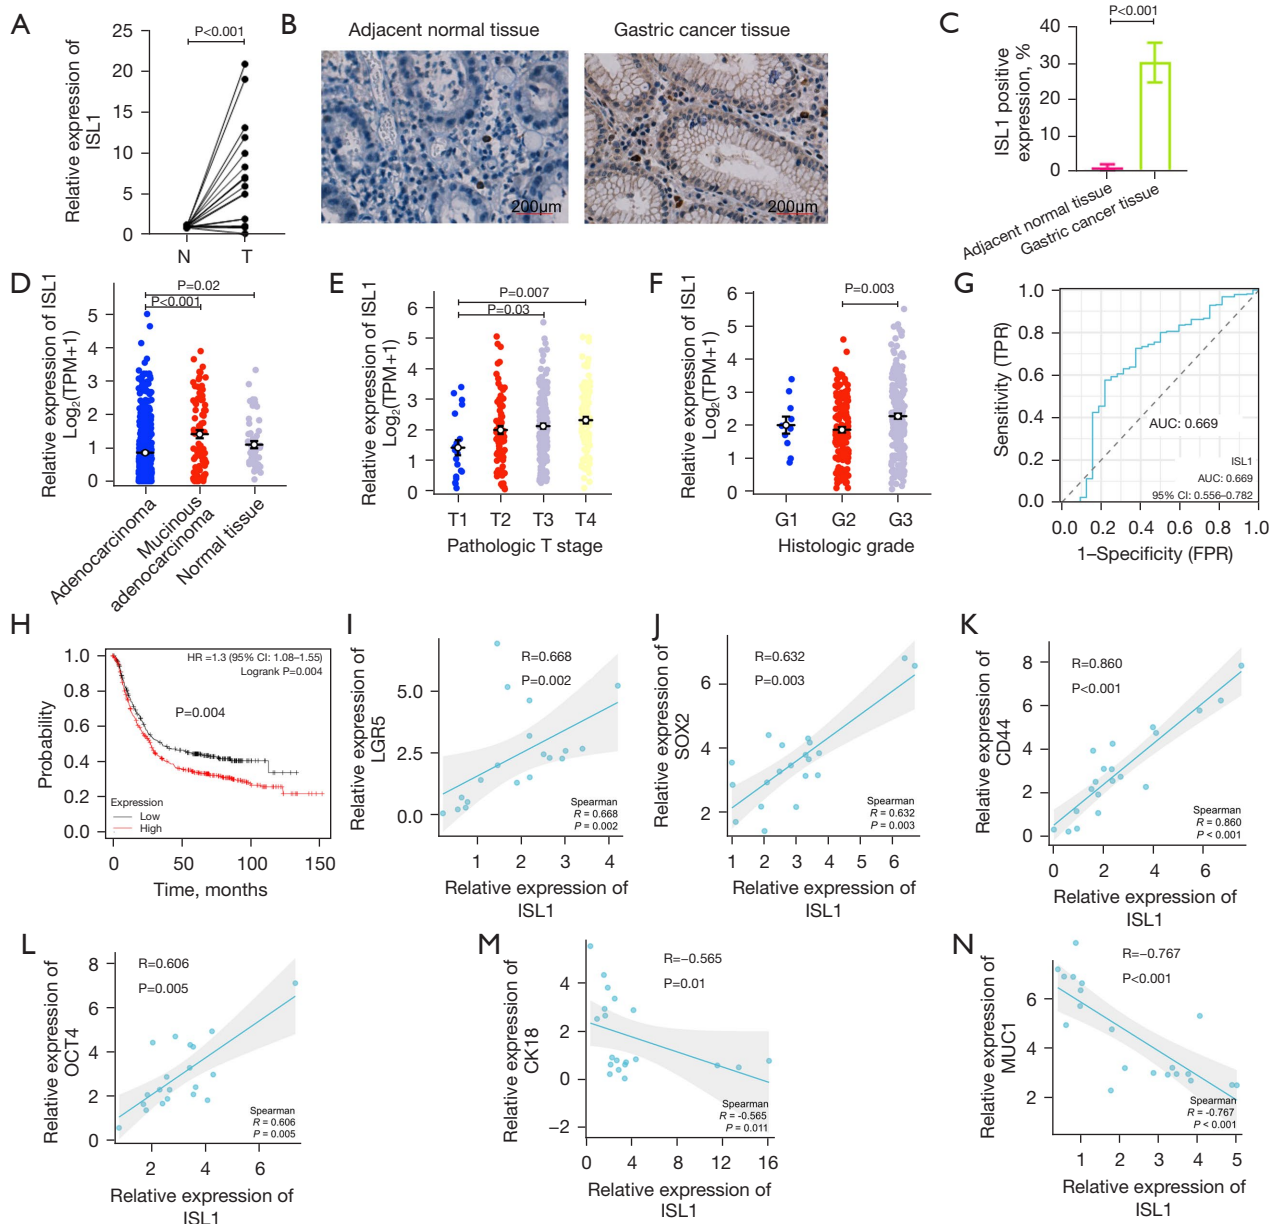 A
Relative expression of
ISL1
25
20
15
10
5
0
P<0.001
N
T
B
Adjacent normal tissue
Gastric cancer tissue
200μm
200μm
C
ISL1 positive
expression, %
40
30
20
10
0
P<0.001
Adjacent normal tissue
Gastric cancer tissue
D
Relative expression of ISL1
Log2(TPM+1)
5
4
3
2
1
0
P=0.02
P<0.001
Adenocarcinoma
Mucinous
adenocarcinoma
Normal tissue
E
Relative expression of ISL1
Log2(TPM+1)
6
5
4
3
2
1
0
P=0.007
P=0.03
T1 T2 T3 T4
Pathologic T stage
F
Relative expression of ISL1
Log2(TPM+1)
6
5
4
3
2
1
0
P=0.003
G1 G2 G3
Histologic grade
G
Sensitivity (TPR)
1.0
0.8
0.6
0.4
0.2
0.0
AUC: 0.669
ISL1
AUC: 0.669
95% CI: 0.556–0.782
0.0 0.2 0.4 0.6 0.8 1.0
1–Specificity (FPR)
H
Probability
1.0
0.8
0.6
0.4
0.2
0.0
HR =1.3 (95% CI: 1.08–1.55)
Logrank P=0.004
P=0.004
Expression
Low
High
0 50 100 150
Time, months
I
Relative expression of
LGR5
5.0
2.5
0.0
R=0.668
P=0.002
Spearman
R = 0.668
P = 0.002
1 2 3 4
Relative expression of
ISL1
J
Relative expression of
SOX2
6
4
2
R=0.632
P=0.003
Spearman
R = 0.632
P = 0.003
1 2 3 4 5 6
Relative expression of
ISL1
K
Relative expression of
CD44
8
6
4
2
0
R=0.860
P<0.001
Spearman
R = 0.860
P < 0.001
0 2 4 6
Relative expression of
ISL1
L
Relative expression of
OCT4
8
6
4
2
0
R=0.606
P=0.005
Spearman
R = 0.606
P = 0.005
2 4 6
Relative expression of
ISL1
M
Relative expression of
CK18
4
2
0
−2
R=−0.565
P=0.01
Spearman
R = -0.565
P = 0.011
0 4 8 12 16
Relative expression of
ISL1
N
Relative expression of
MUC1
6
4
2
R=−0.767
P<0.001
Spearman
R = -0.767
P < 0.001
1 2 3 4 5
Relative expression of
ISL1